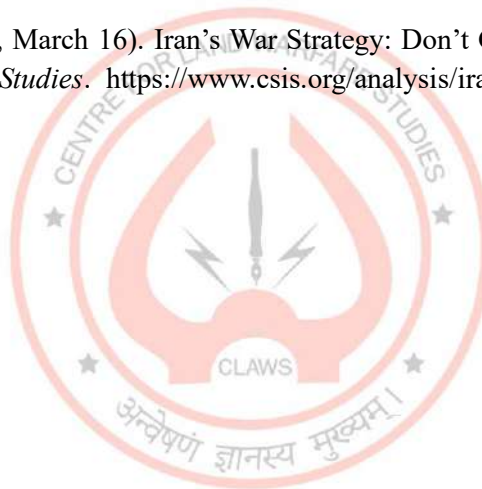 , March 16). Iran’s War Strategy: Don’t
Studies. https://www.csis.org/analysis/ira
CENTRE FOR LAND WARFARE STUDIES
CLAWS
अन्वेषणं ज्ञानस्य मुख्यम्।